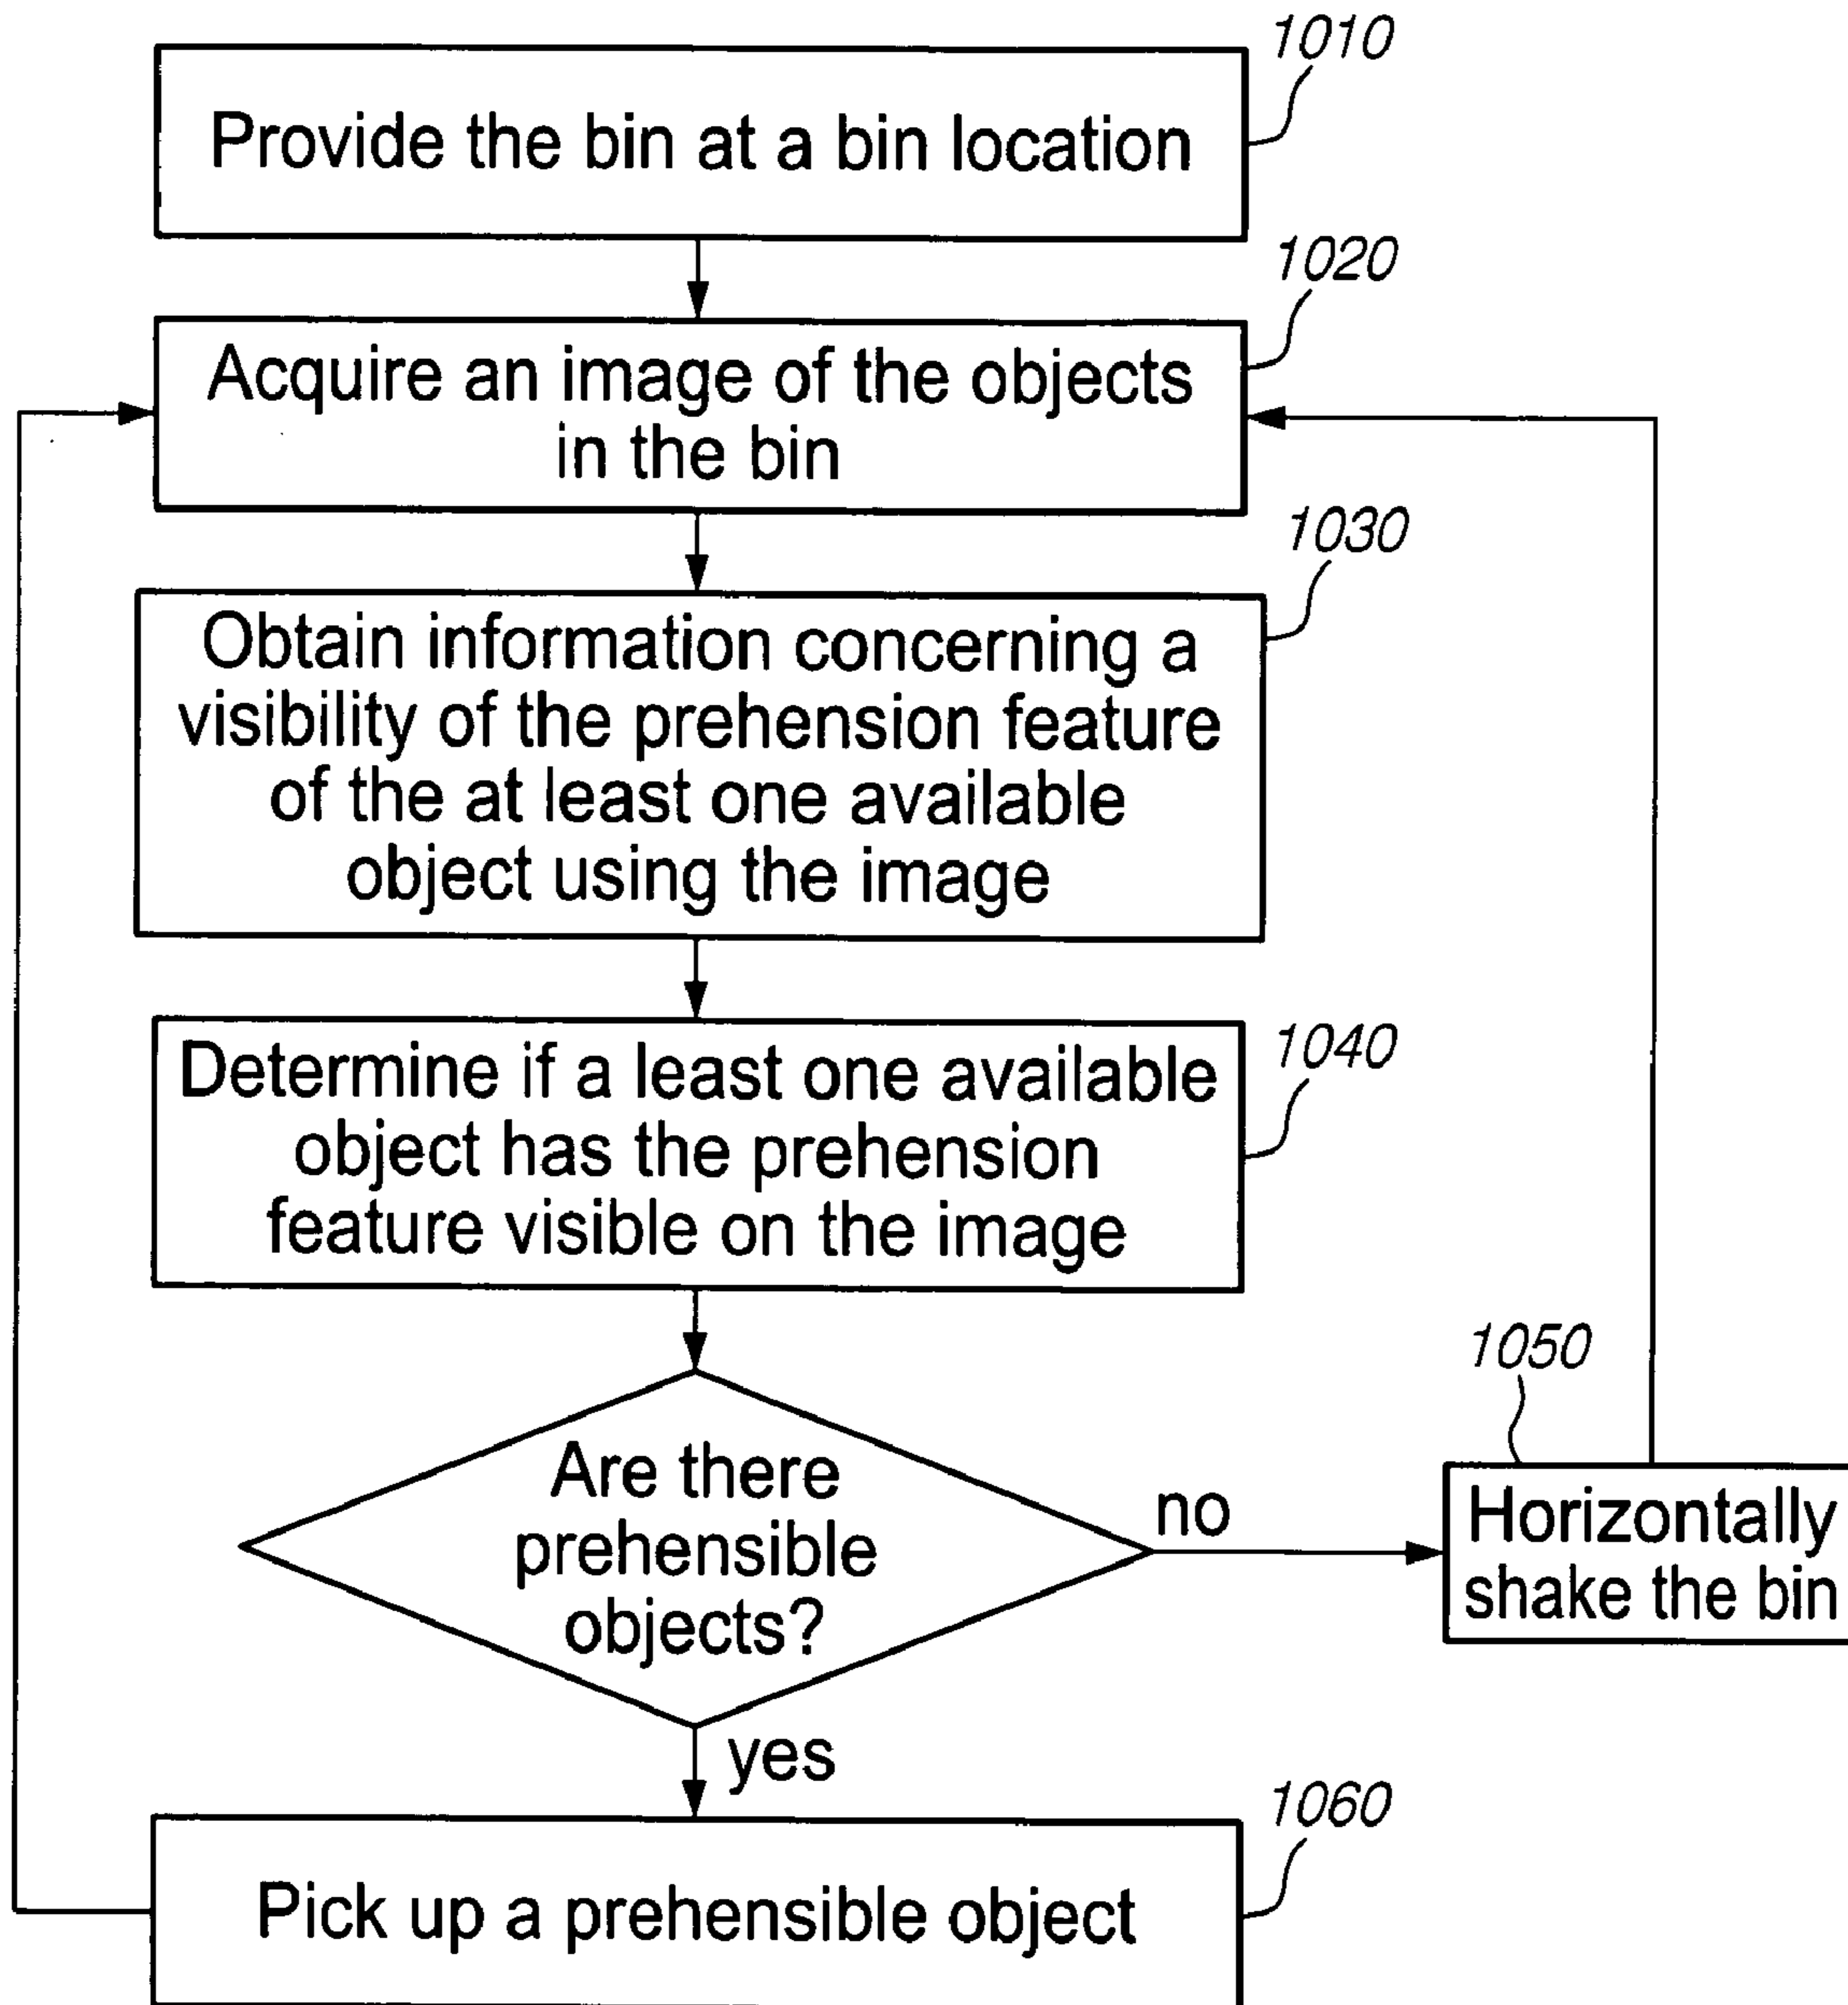 1010
Provide the bin at a bin location
1020
Acquire an image of the objects
in the bin
1030
Obtain information concerning a
visibility of the prehension feature
of the at least one available
object using the image
1040
Determine if a least one available
object has the prehension
feature visible on the image
Are there
prehensible
objects?
no
1050
Horizontally
shake the bin
yes
1060
Pick up a prehensible object